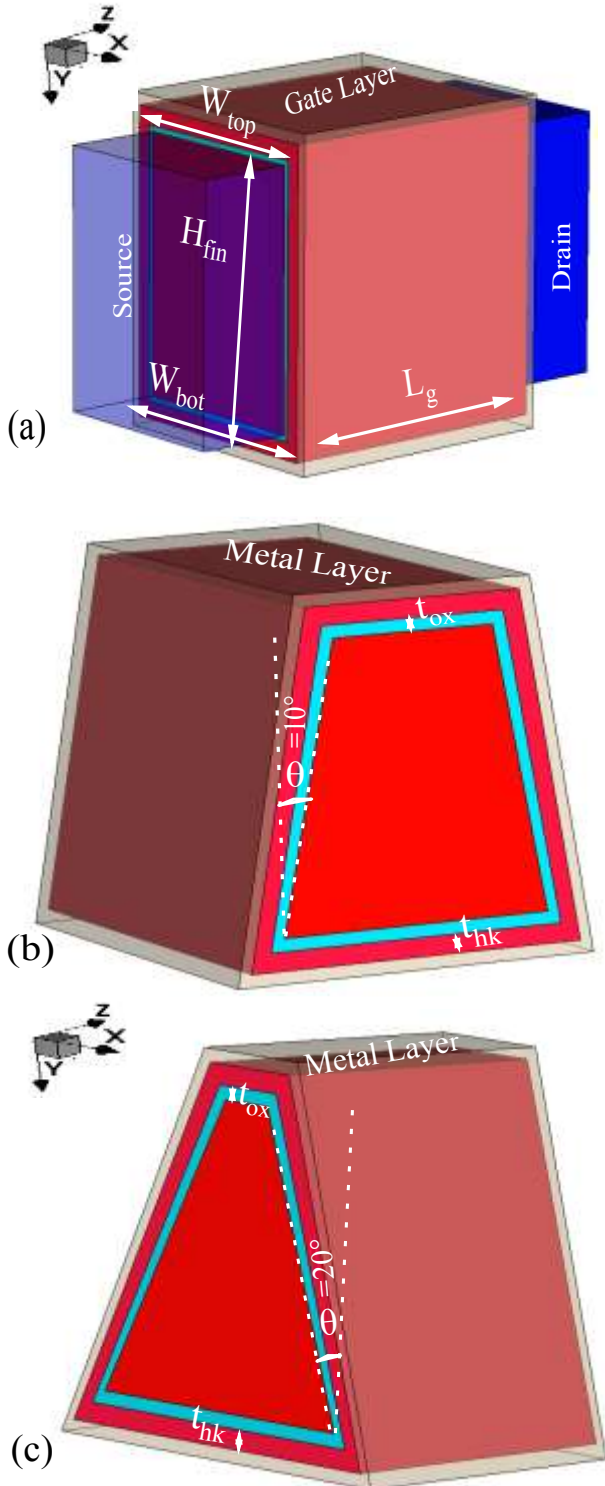 Z
X
Y
Gate Layer
W_top
H_fin
Source
Drain
W_bot
L_g
(a)
Metal Layer
t_ox
θ =10°
t_hk
(b)
Z
X
Y
Metal Layer
t_ox
θ =20°
t_hk
(c)